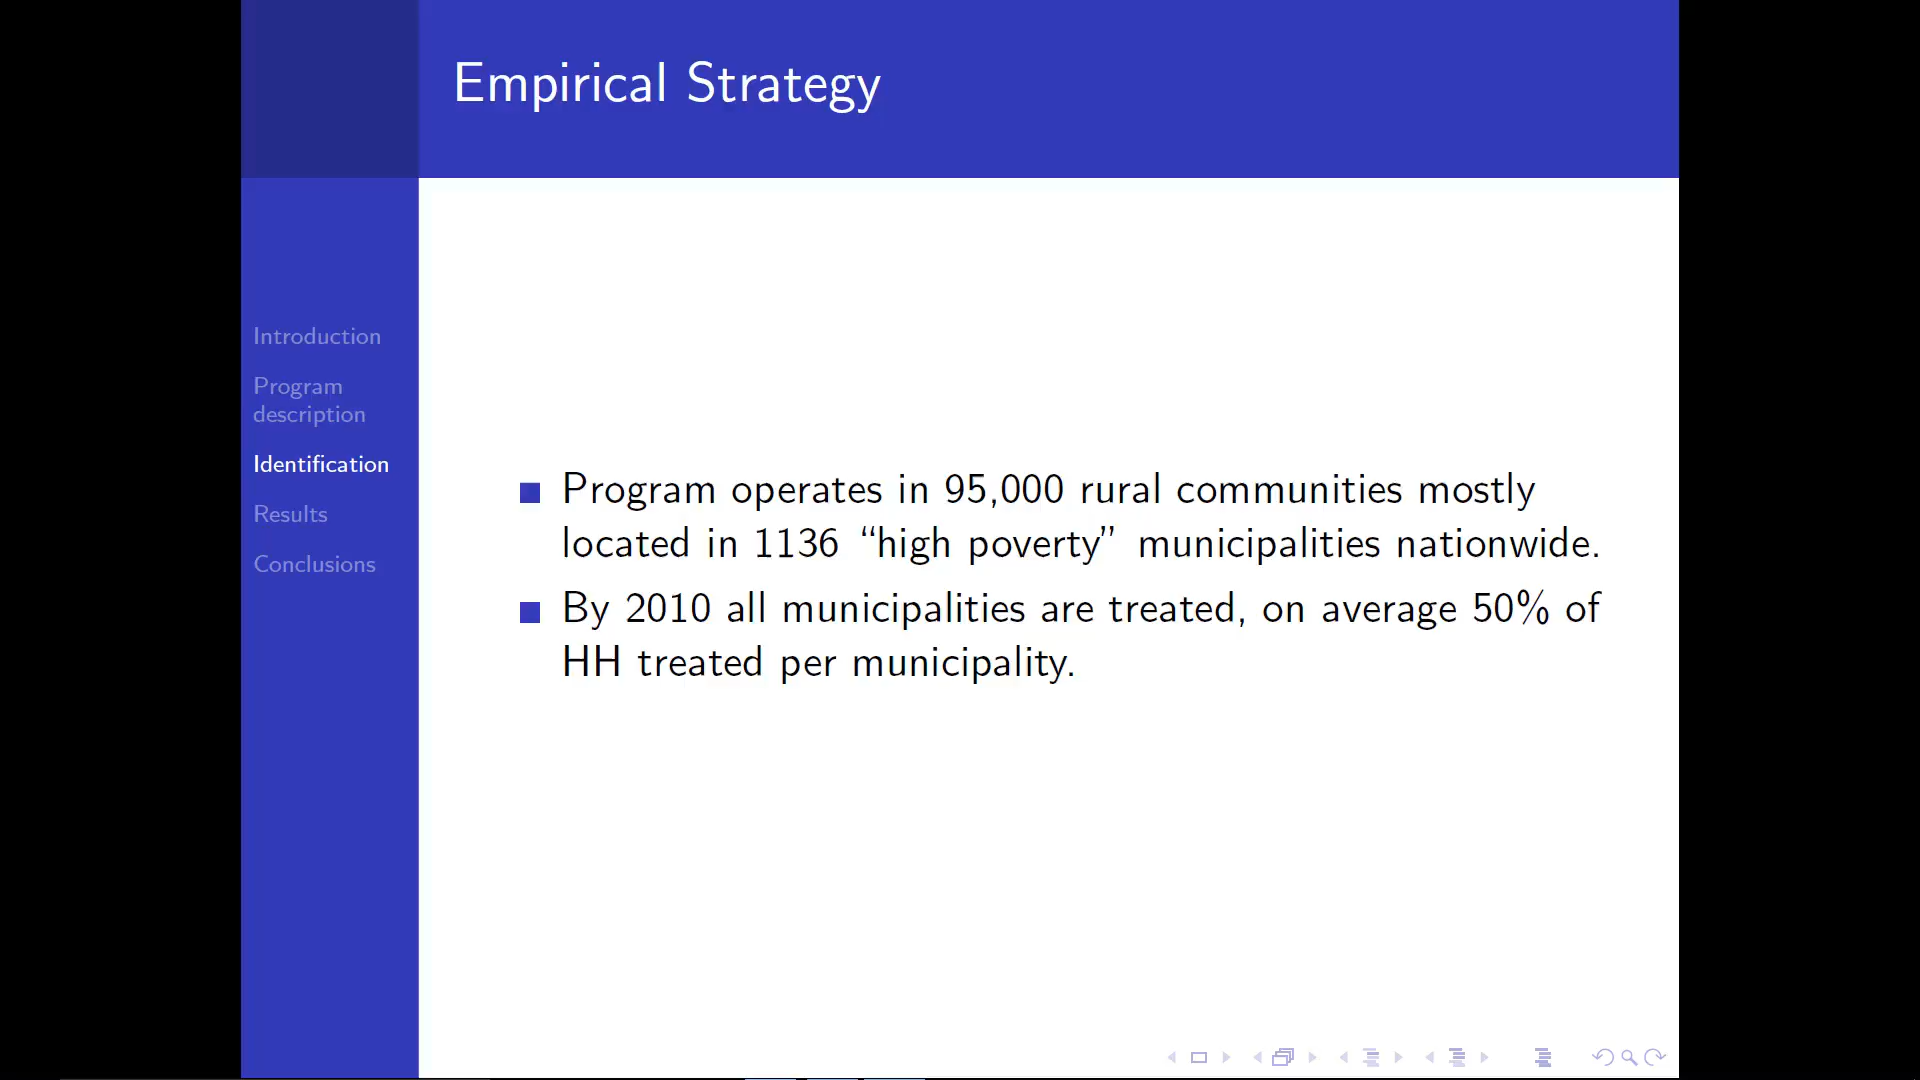 Empirical Strategy
Introduction
Program
description
Identification
Results
Conclusions
Program operates in 95,000 rural communities mostly
located in 1136 “high poverty” municipalities nationwide.
By 2010 all municipalities are treated, on average 50% of
HH treated per municipality.